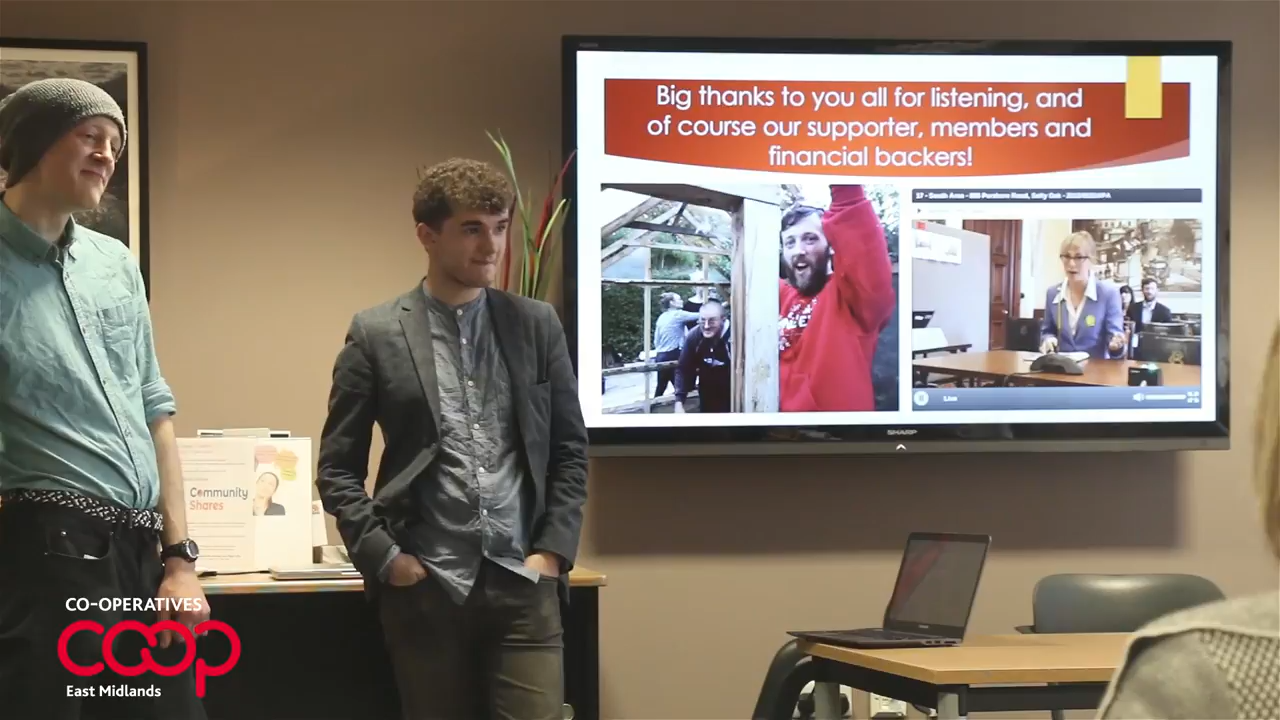 Big thanks to you all for listening, and
of course our supporter, members and
financial backers!
Live
SHARP
Community
Shares
CO-OPERATIVES
coop
East Midlands